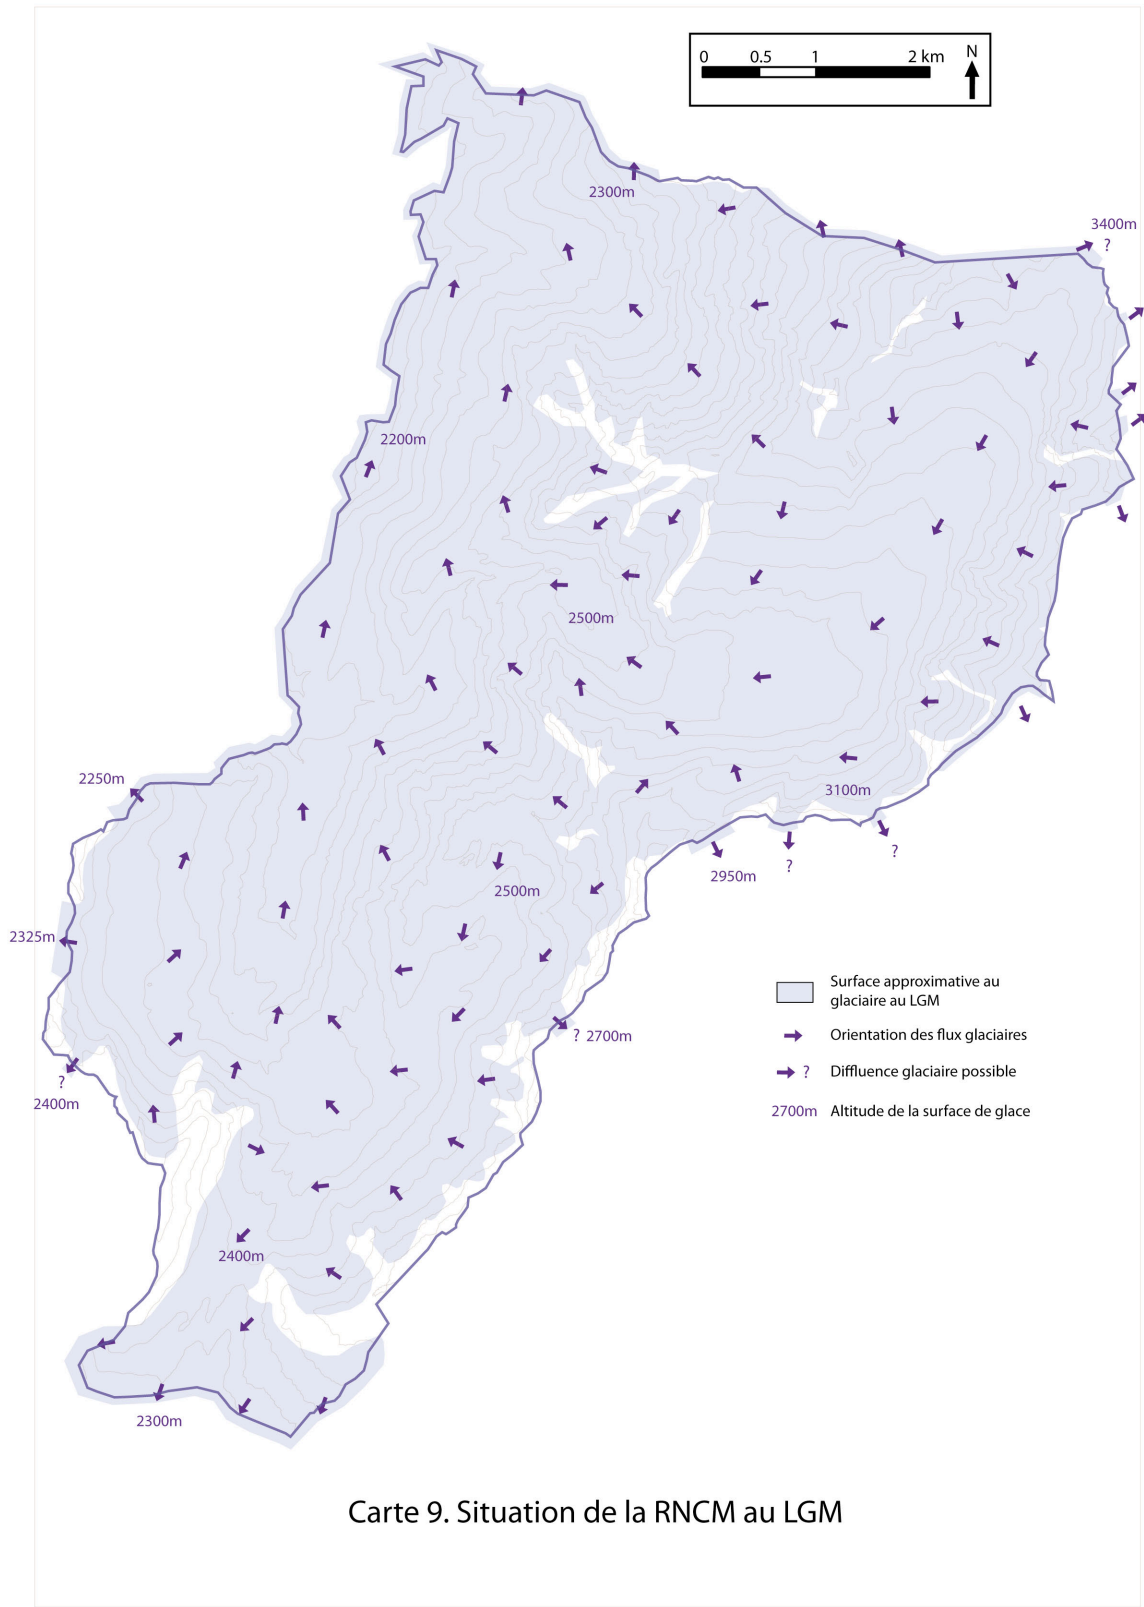 0 0.5 1 2 km N
2300m
3400m
?
2200m
2500m
2250m
3100m
?
?
2950m
2500m
2325m
Surface approximative au
glaciaire au LGM
Orientation des flux glaciaires
? 2700m
? Diffluence glaciaire possible
?
2400m
2700m Altitude de la surface de glace
2400m
2300m
Carte 9. Situation de la RNCM au LGM